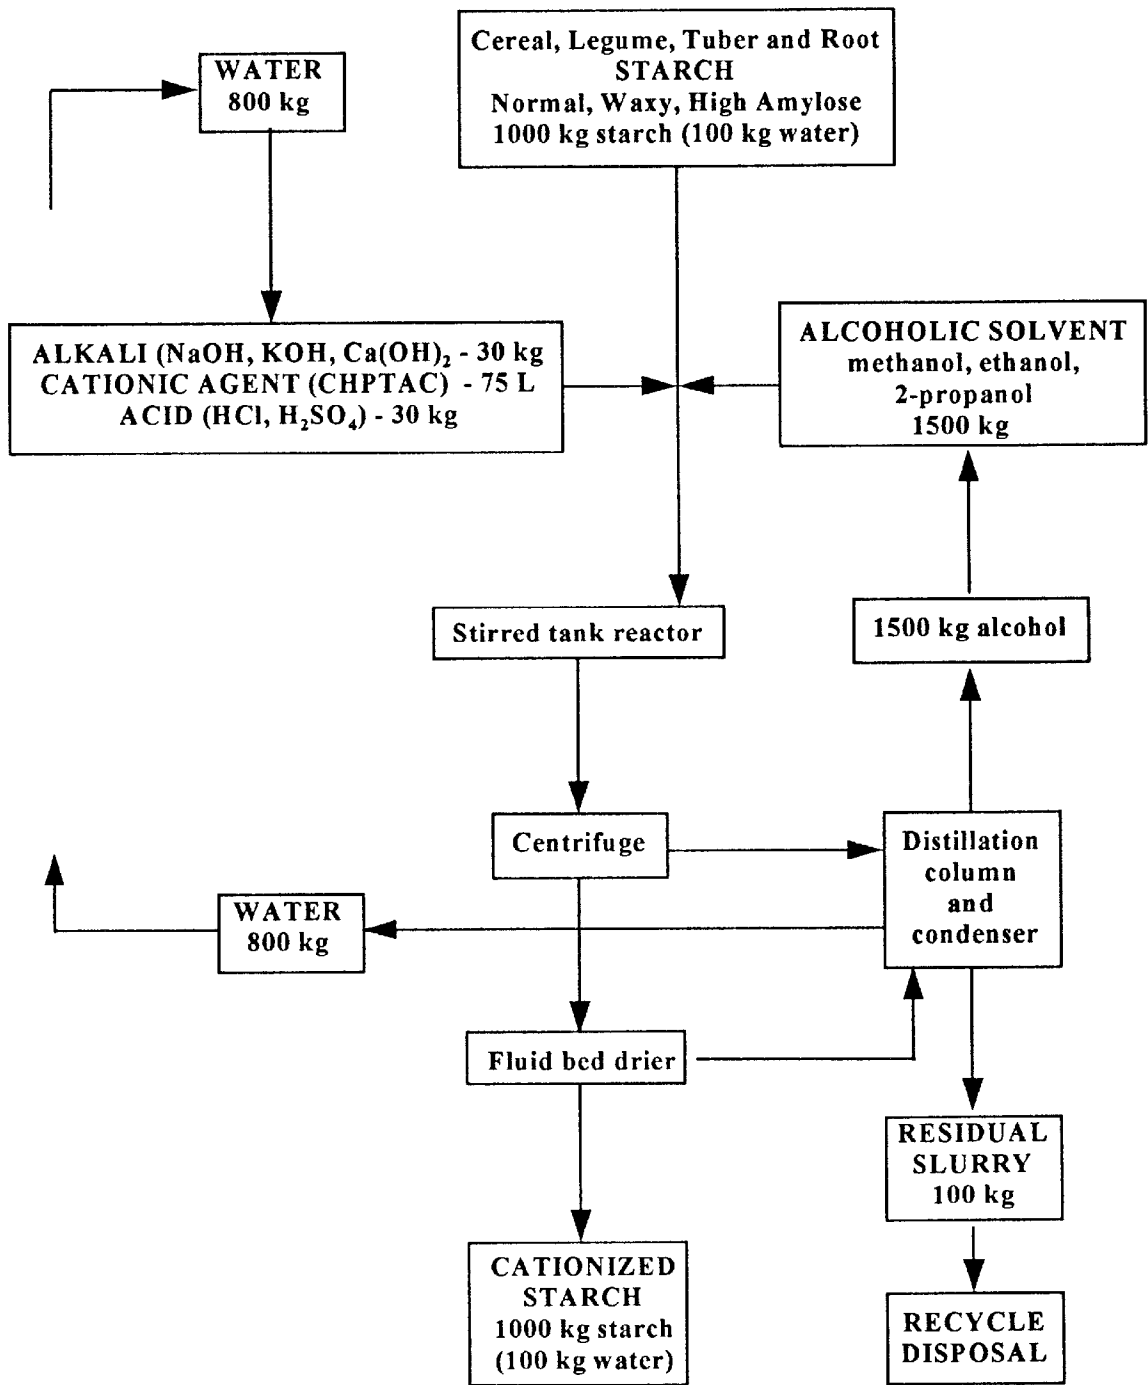 Cereal, Legume, Tuber and Root
STARCH
Normal, Waxy, High Amylose
1000 kg starch (100 kg water)
WATER
800 kg
ALKALI (NaOH, KOH, Ca(OH)₂ - 30 kg
CATIONIC AGENT (CHPTAC) - 75 L
ACID (HCl, H₂SO₄) - 30 kg
ALCOHOLIC SOLVENT
methanol, ethanol,
2-propanol
1500 kg
Stirred tank reactor
1500 kg alcohol
Centrifuge
Distillation
column
and
condenser
WATER
800 kg
Fluid bed drier
RESIDUAL
SLURRY
100 kg
CATIONIZED
STARCH
1000 kg starch
(100 kg water)
RECYCLE
DISPOSAL